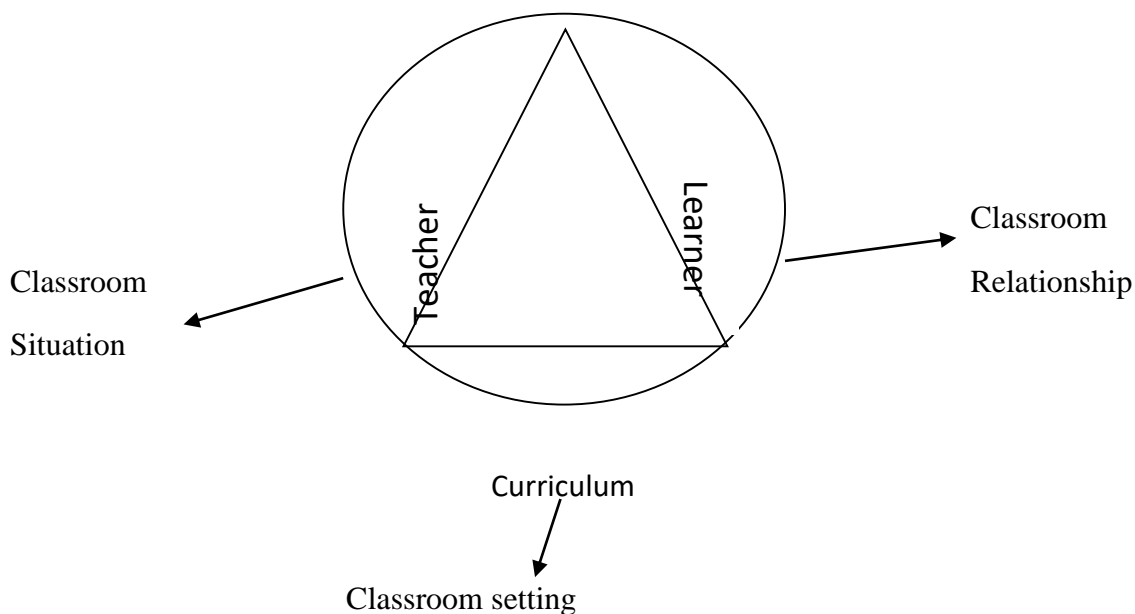 Teacher
Learner
Classroom
Relationship
Classroom
Situation
Curriculum
Classroom setting